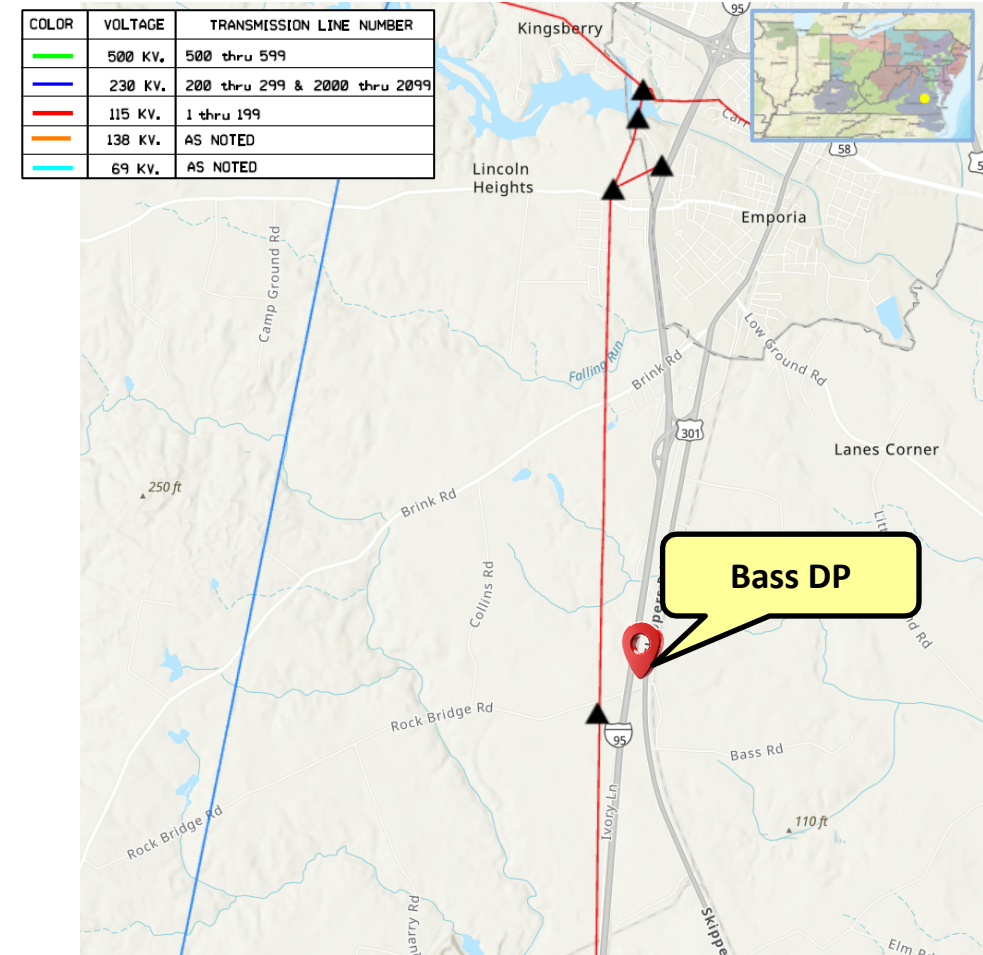 COLOR VOLTAGE TRANSMISSION LINE NUMBER
500 KV. 500 thru 599
230 KV. 200 thru 299 & 2000 thru 2099
115 KV. 1 thru 199
138 KV. AS NOTED
69 KV. AS NOTED
95
Kingsberry
58
Lincoln
Heights
Emporia
Camp Ground Rd
Low Ground Rd
Falling Run
Brink Rd
301
Lanes Corner
250 ft
Brink Rd
Collins Rd
Bass DP
Rock Bridge Rd
95
Bass Rd
Ivory Ln
110 ft
Rock Bridge Rd